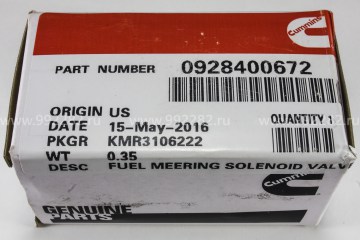 Cummins
PART NUMBER 0928400672
ORIGIN US
QUANTITY 1
DATE 15-May-2016
PKGR KMR3106222
WT 0.35
DESC FUEL MEERING SOLENOID VALV
GENUINE
PARTS
Cummins